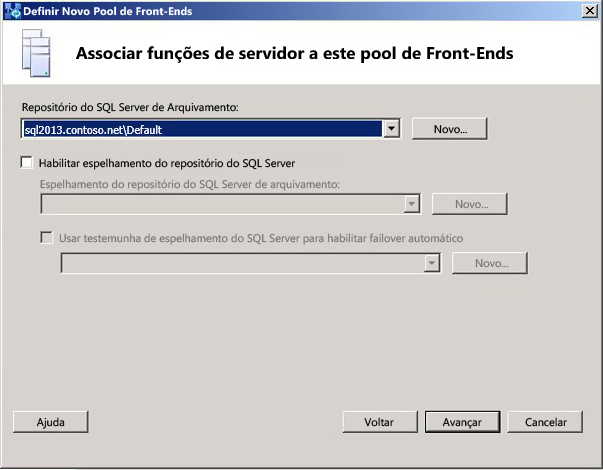 Definir Novo Pool de Front-Ends
Associar funções de servidor a este pool de Front-Ends
Repositório do SQL Server de Arquivamento:
sql2013.contoso.net\Default
Novo...
Habilitar espelhamento do repositório do SQL Server
Espelhamento do repositório do SQL Server de arquivamento:
Novo...
Usar testemunha de espelhamento do SQL Server para habilitar failover automático
Novo...
Ajuda
Voltar
Avançar
Cancelar